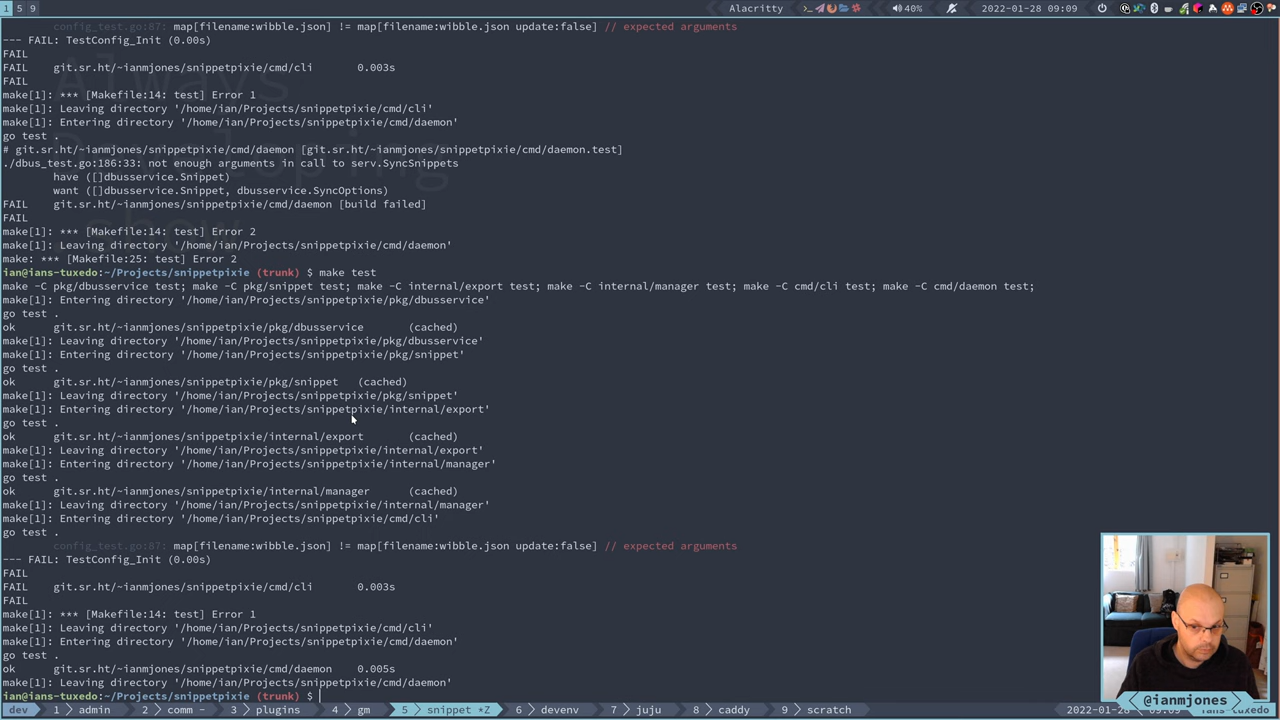 1 5 9
Alacritty
40%
2022-01-28 09:09
config_test.go:87: map[filename:wibble.json] != map[filename:wibble.json update:false] // expected arguments
--- FAIL: TestConfig_Init (0.00s)
FAIL
FAIL git.sr.ht/~ianmjones/snippetpixie/cmd/cli 0.003s
FAIL
make[1]: *** [Makefile:14: test] Error 1
make[1]: Leaving directory '/home/ian/Projects/snippetpixie/cmd/cli'
make[1]: Entering directory '/home/ian/Projects/snippetpixie/cmd/daemon'
go test .
# git.sr.ht/~ianmjones/snippetpixie/cmd/daemon [git.sr.ht/~ianmjones/snippetpixie/cmd/daemon.test]
./dbus_test.go:186:33: not enough arguments in call to serv.SyncSnippets
have ([]dbusservice.Snippet)
want ([]dbusservice.Snippet, dbusservice.SyncOptions)
FAIL git.sr.ht/~ianmjones/snippetpixie/cmd/daemon [build failed]
FAIL
make[1]: *** [Makefile:14: test] Error 2
make[1]: Leaving directory '/home/ian/Projects/snippetpixie/cmd/daemon'
make: *** [Makefile:25: test] Error 2
ian@ians-tuxedo:~/Projects/snippetpixie (trunk) $ make test
make -C pkg/dbusservice test; make -C pkg/snippet test; make -C internal/export test; make -C internal/manager test; make -C cmd/cli test; make -C cmd/daemon test;
make[1]: Entering directory '/home/ian/Projects/snippetpixie/pkg/dbusservice'
go test .
ok git.sr.ht/~ianmjones/snippetpixie/pkg/dbusservice (cached)
make[1]: Leaving directory '/home/ian/Projects/snippetpixie/pkg/dbusservice'
make[1]: Entering directory '/home/ian/Projects/snippetpixie/pkg/snippet'
go test .
ok git.sr.ht/~ianmjones/snippetpixie/pkg/snippet (cached)
make[1]: Leaving directory '/home/ian/Projects/snippetpixie/pkg/snippet'
make[1]: Entering directory '/home/ian/Projects/snippetpixie/internal/export'
go test .
ok git.sr.ht/~ianmjones/snippetpixie/internal/export (cached)
make[1]: Leaving directory '/home/ian/Projects/snippetpixie/internal/export'
make[1]: Entering directory '/home/ian/Projects/snippetpixie/internal/manager'
go test .
ok git.sr.ht/~ianmjones/snippetpixie/internal/manager (cached)
make[1]: Leaving directory '/home/ian/Projects/snippetpixie/internal/manager'
make[1]: Entering directory '/home/ian/Projects/snippetpixie/cmd/cli'
go test .
config_test.go:87: map[filename:wibble.json] != map[filename:wibble.json update:false] // expected arguments
--- FAIL: TestConfig_Init (0.00s)
FAIL
FAIL git.sr.ht/~ianmjones/snippetpixie/cmd/cli 0.003s
FAIL
make[1]: *** [Makefile:14: test] Error 1
make[1]: Leaving directory '/home/ian/Projects/snippetpixie/cmd/cli'
make[1]: Entering directory '/home/ian/Projects/snippetpixie/cmd/daemon'
go test .
ok git.sr.ht/~ianmjones/snippetpixie/cmd/daemon 0.005s
make[1]: Leaving directory '/home/ian/Projects/snippetpixie/cmd/daemon'
ian@ians-tuxedo:~/Projects/snippetpixie (trunk) $
dev 1 admin 2 comm - 3 plugins 4 gm 5 snippet *Z 6 devenv 7 juju 8 caddy 9 scratch 2022-01-28
@ianmjones